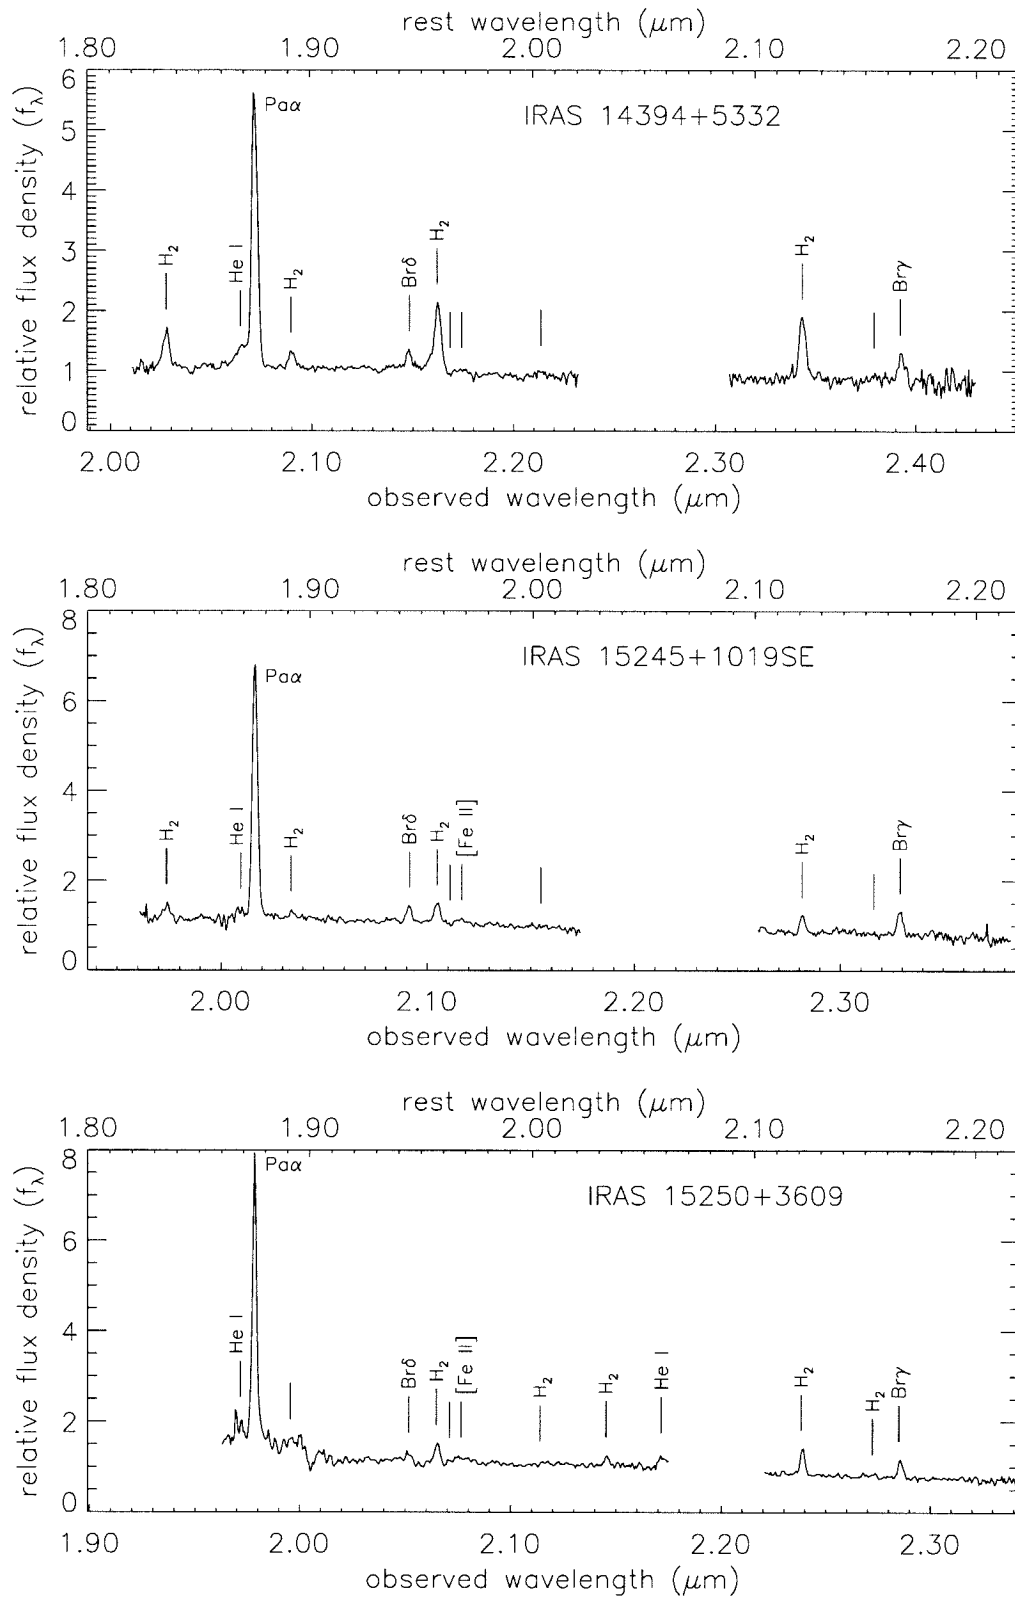 rest wavelength (μm)
1.80 1.90 2.00 2.10 2.20
relative flux density (fλ)
6
5
4
3
2
1
0
IRAS 14394+5332
H₂
He I
Paα
H₂
Brδ
H₂
H₂
Brγ
2.00 2.10 2.20 2.30 2.40
observed wavelength (μm)
rest wavelength (μm)
1.80 1.90 2.00 2.10 2.20
relative flux density (fλ)
8
6
4
2
0
IRAS 15245+1019SE
H₂
He I
Paα
H₂
Brδ
H₂
[Fe II]
H₂
Brγ
2.00 2.10 2.20 2.30
observed wavelength (μm)
rest wavelength (μm)
1.80 1.90 2.00 2.10 2.20
relative flux density (fλ)
8
6
4
2
0
IRAS 15250+3609
He I
Paα
Brδ
H₂
[Fe II]
H₂
H₂
He I
H₂
H₂
Brγ
1.90 2.00 2.10 2.20 2.30
observed wavelength (μm)